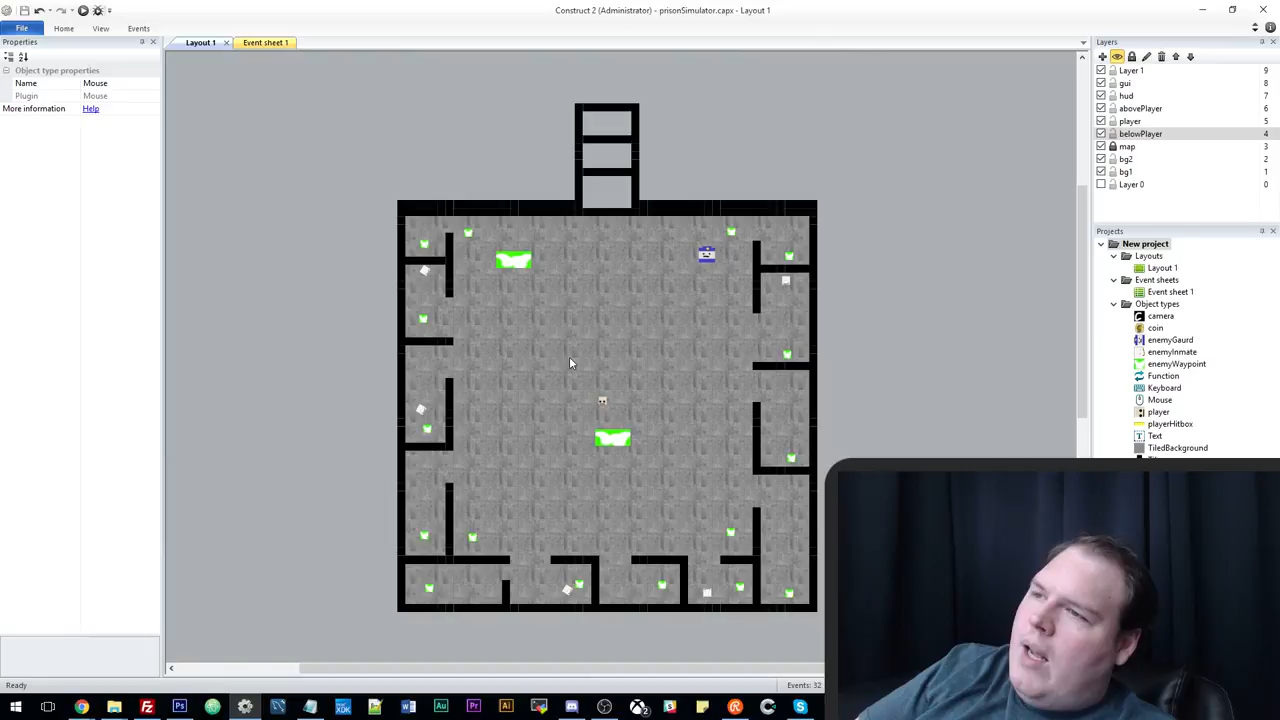 Construct 2 (Administrator) - prisonSimulator.capx - Layout 1
File
Home
View
Events
Properties
Layout 1
Event sheet 1
Layers
Object type properties
Name
Mouse
Plugin
Mouse
More information
Help
Layer 1
9
gui
8
hud
7
abovePlayer
6
player
5
belowPlayer
4
map
3
bg2
2
bg1
1
Layer 0
0
Projects
New project
Layouts
Layout 1
Event sheets
Event sheet 1
Object types
camera
coin
enemyGaurd
enemyInmate
enemyWaypoint
Function
Keyboard
Mouse
player
playerHitbox
Text
TiledBackground
Ready
Events: 32